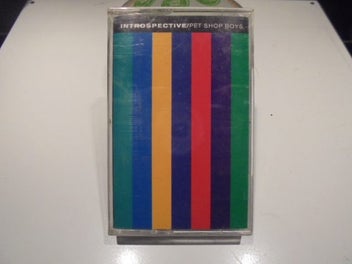 INTROSPECTIVE/PET SHOP BOYS.